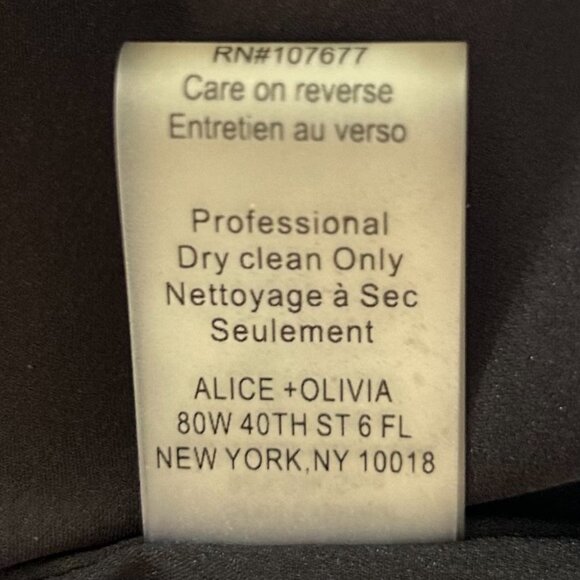 RN#107677
Care on reverse
Entretien au verso
Professional
Dry clean Only
Nettoyage à Sec
Seulement
ALICE +OLIVIA
80W 40TH ST 6 FL
NEW YORK,NY 10018